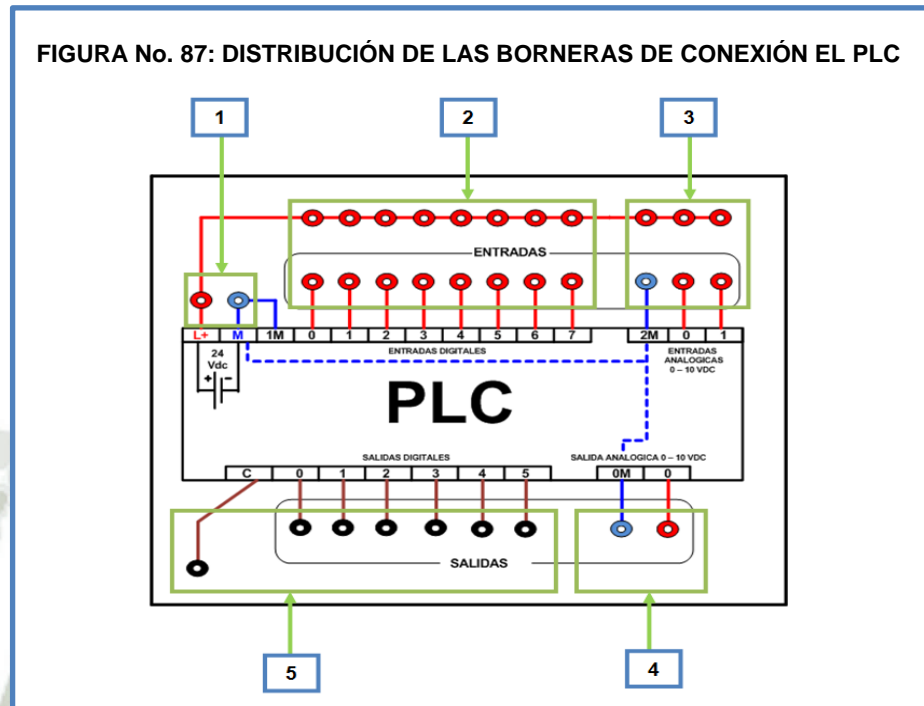 FIGURA No. 87: DISTRIBUCIÓN DE LAS BORNERAS DE CONEXIÓN EL PLC
1
2
3
ENTRADAS
L+ M 1M 0 1 2 3 4 5 6 7 2M 0 1
24
Vdc
+ -
ENTRADAS DIGITALES
ENTRADAS
ANALOGICAS
0 – 10 VDC
PLC
SALIDAS DIGITALES
SALIDA ANALOGICA 0 – 10 VDC
C 0 1 2 3 4 5 0M 0
SALIDAS
5
4